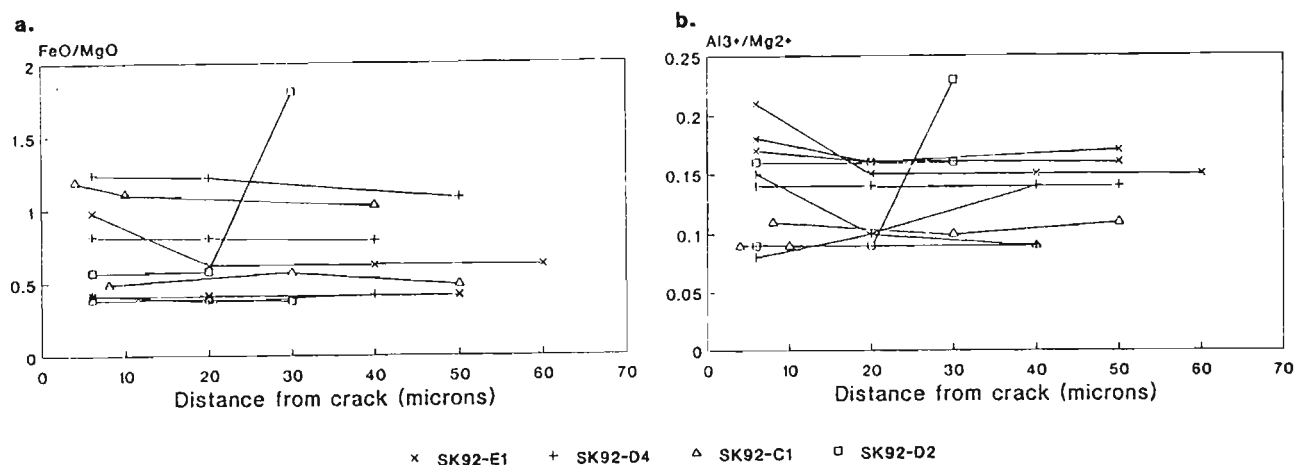 a.
FeO/MgO
2
1.5
1
0.5
0
0 10 20 30 40 50 60 70
Distance from crack (microns)
b.
Al3+/Mg2+
0.25
0.2
0.15
0.1
0.05
0
0 10 20 30 40 50 60 70
Distance from crack (microns)
× SK92-E1 + SK92-D4 △ SK92-C1 □ SK92-D2